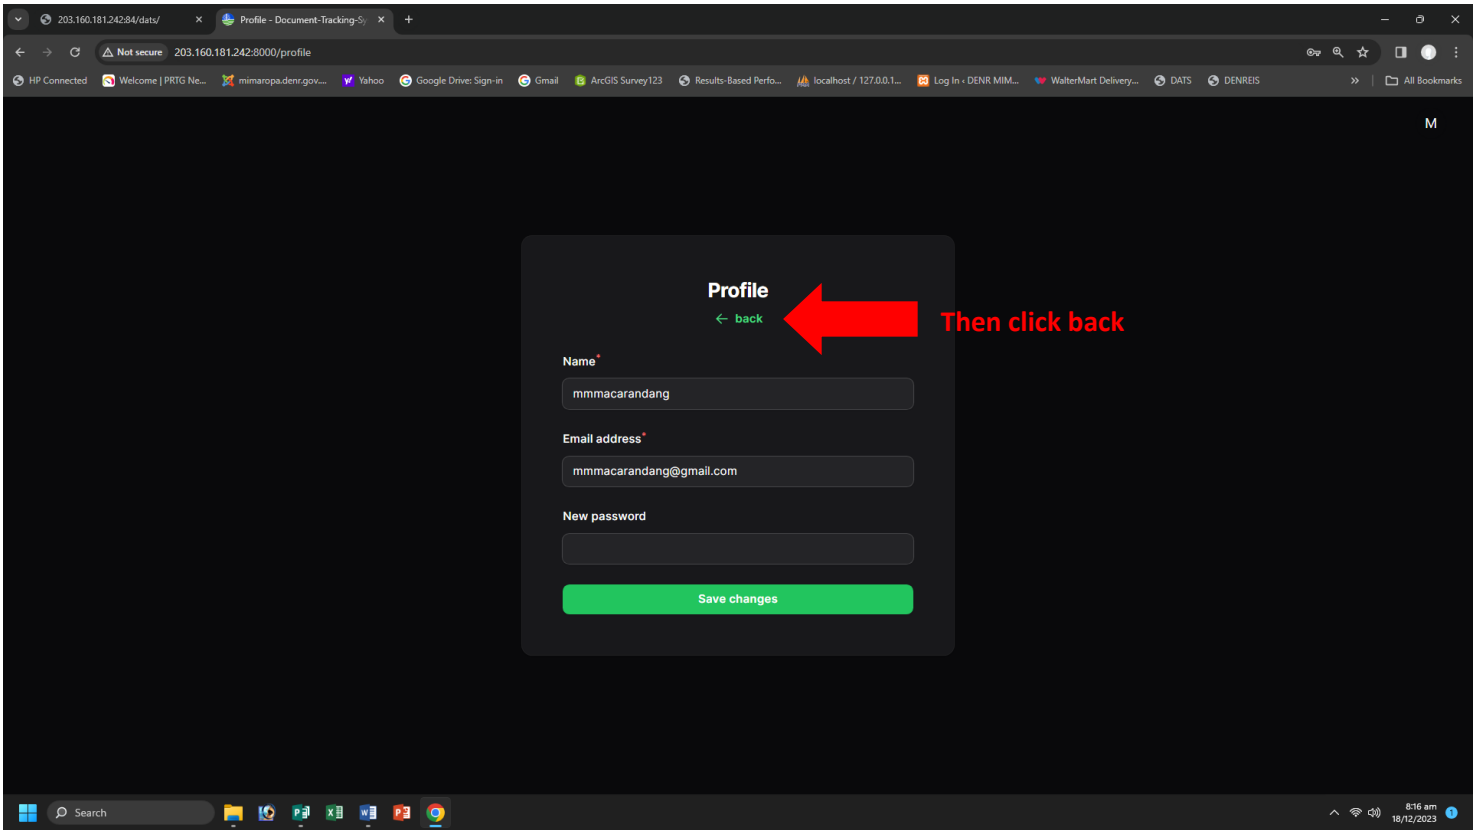 203.160.181.242:84/dats/
Profile - Document-Tracking-Sy
Not secure 203.160.181.242:8000/profile
HP Connected Welcome | PRTG Ne... mimaropa.denr.gov.... Yahoo Google Drive: Sign-in Gmail ArcGIS Survey123 Results-Based Perfo... localhost / 127.0.0.1... Log In ‹ DENR MIM... WalterMart Delivery... DATS DENREIS » All Bookmarks
M
Profile
← back
Then click back
Name*
mmmacarandang
Email address*
mmmacarandang@gmail.com
New password
Save changes
Search
8:16 am
18/12/2023
1